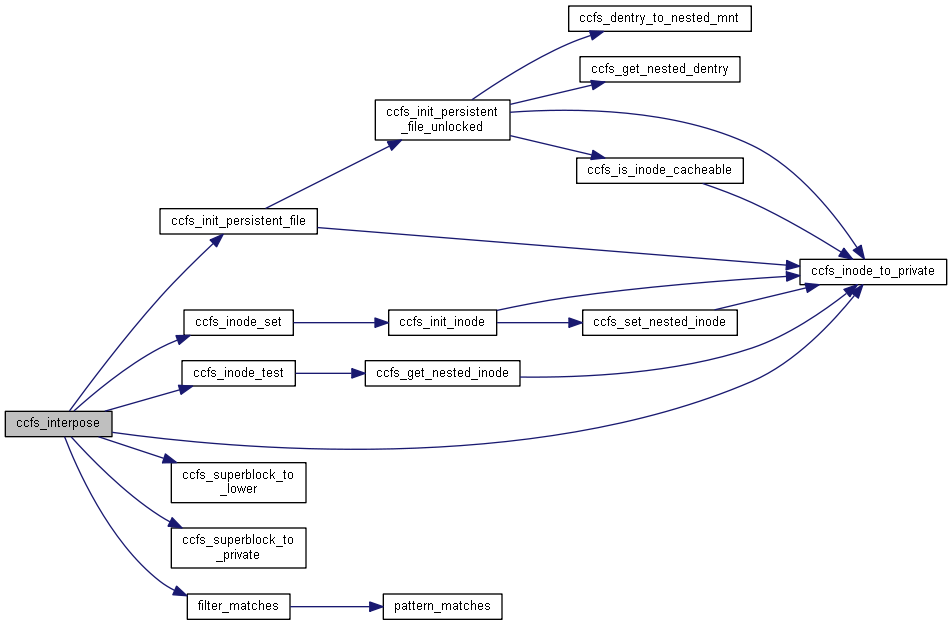 ccfs_dentry_to_nested_mnt
ccfs_get_nested_dentry
ccfs_init_persistent
_file_unlocked
ccfs_is_inode_cacheable
ccfs_init_persistent_file
ccfs_inode_to_private
ccfs_inode_set
ccfs_init_inode
ccfs_set_nested_inode
ccfs_inode_test
ccfs_get_nested_inode
ccfs_interpose
ccfs_superblock_to
_lower
ccfs_superblock_to
_private
filter_matches
pattern_matches